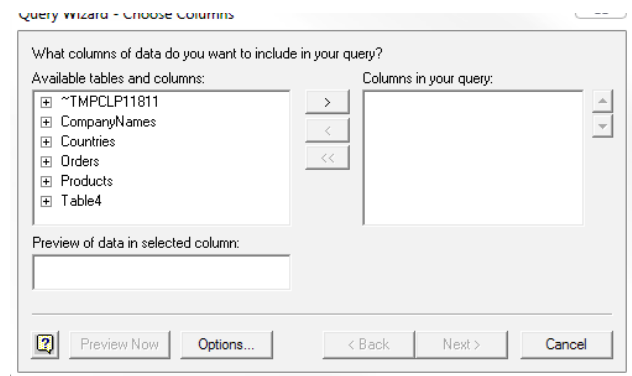 Query Wizard - Choose Columns
What columns of data do you want to include in your query?
Available tables and columns:
Columns in your query:
~TMPCLP11811
CompanyNames
Countries
Orders
Products
Table4
>
<
<<
Preview of data in selected column:
Preview Now
Options...
< Back
Next >
Cancel